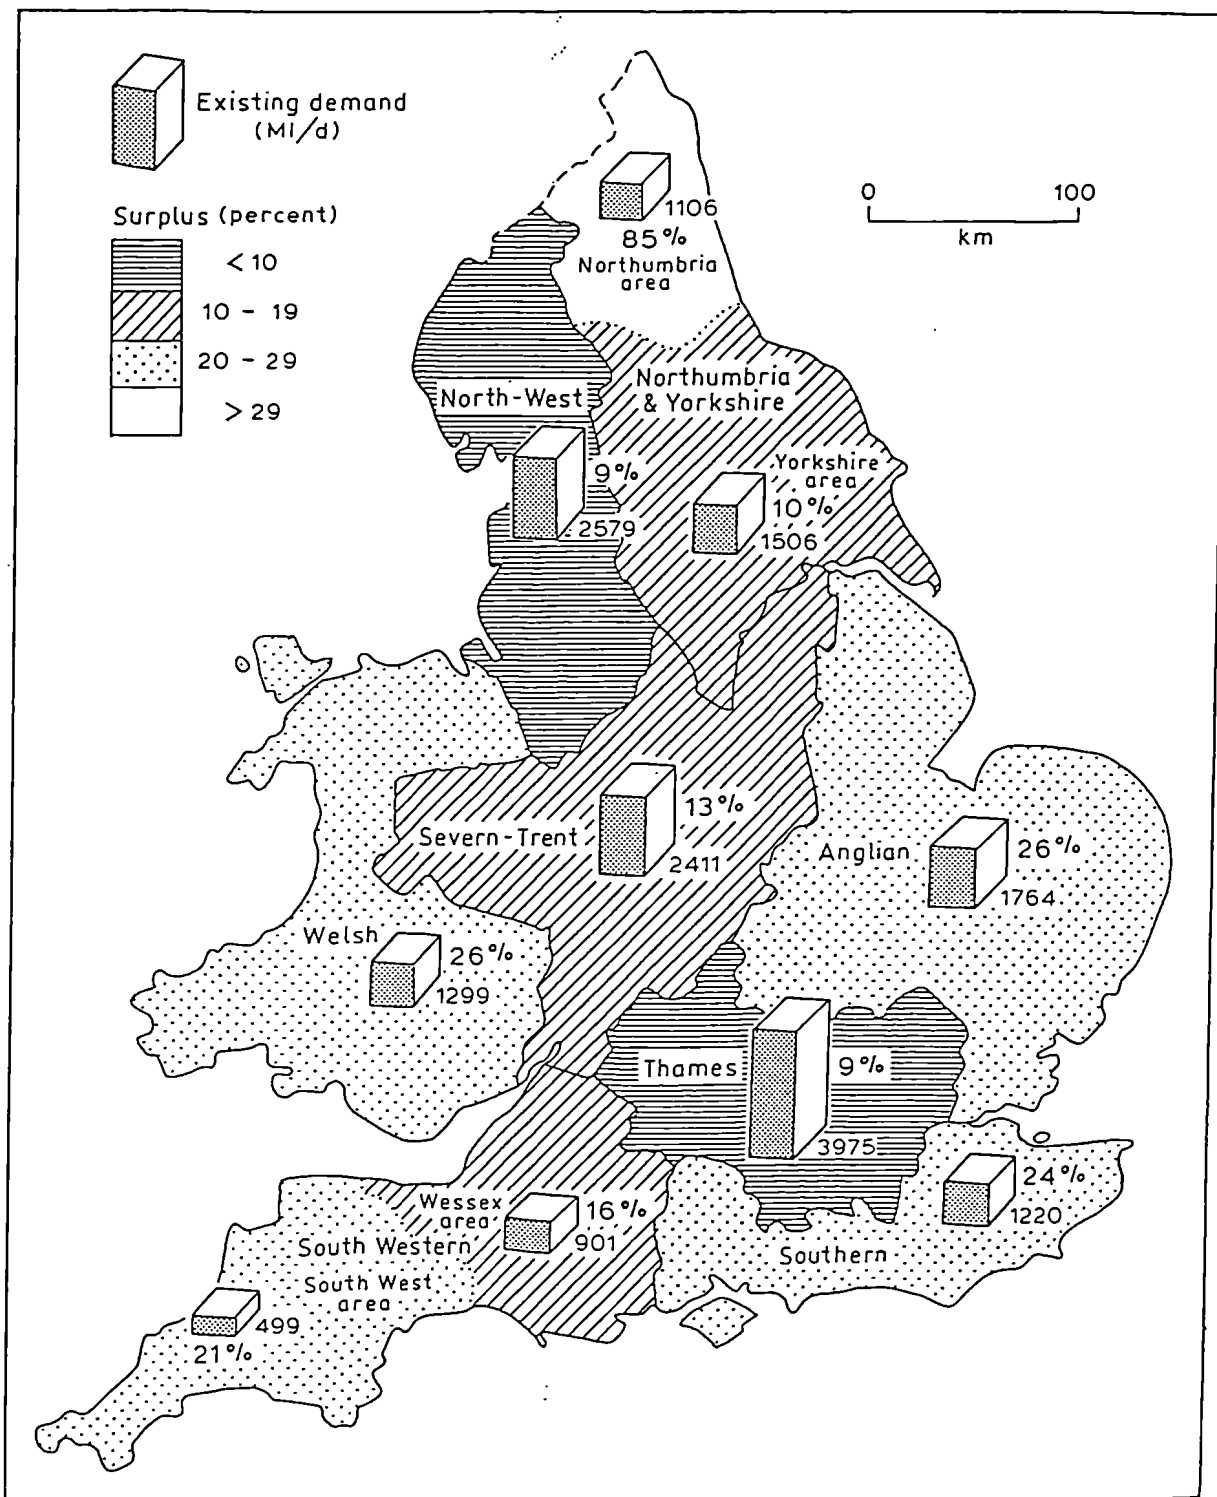 Existing demand
(Ml/d)
Surplus (percent)
< 10
10 - 19
20 - 29
> 29
0 100
km
1106
85%
Northumbria
area
North-West
9%
2579
Northumbria
& Yorkshire
Yorkshire
area
10%
1506
Severn-Trent
13%
2411
Anglian
26%
1764
Welsh
26%
1299
Thames
9%
3975
Wessex
area
16%
901
South Western
South West
area
499
21%
24%
1220
Southern